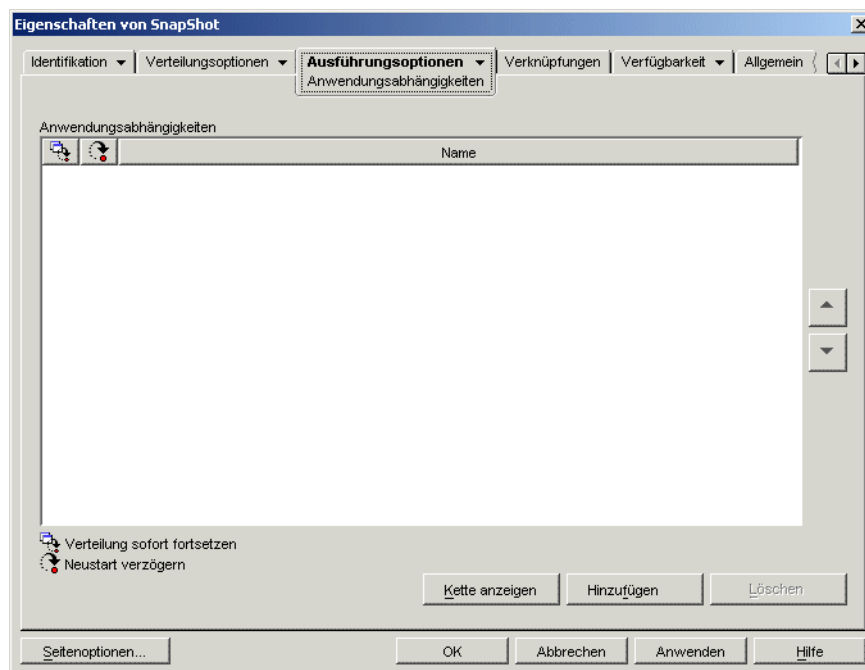 Eigenschaften von SnapShot
Identifikation Verteilungsoptionen Ausführungsoptionen Verknüpfungen Verfügbarkeit Allgemein
Anwendungsabhängigkeiten
Anwendungsabhängigkeiten
Name
Verteilung sofort fortsetzen
Neustart verzögern
Kette anzeigen Hinzufügen Löschen
Seitenoptionen... OK Abbrechen Anwenden Hilfe